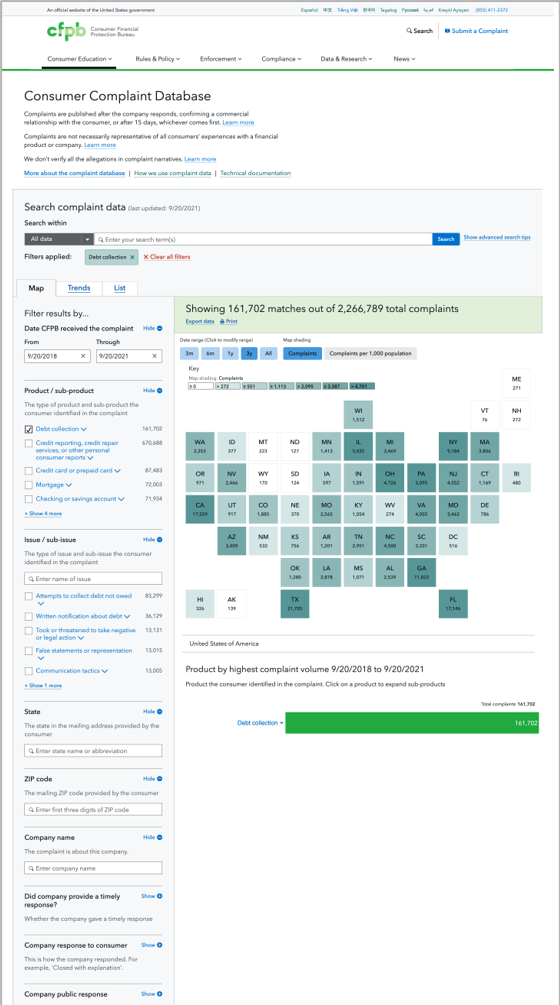 An official website of the United States government
Español 中文 Tiếng Việt 한국어 Tagalog Pусский العربية Kreyòl Ayisyen (855) 411-2372
cfpb Consumer Financial
Protection Bureau
Search
Submit a Complaint
Consumer Education
Rules & Policy
Enforcement
Compliance
Data & Research
News
Consumer Complaint Database
Complaints are published after the company responds, confirming a commercial
relationship with the consumer, or after 15 days, whichever comes first. Learn more
Complaints are not necessarily representative of all consumers' experiences with a financial
product or company. Learn more
We don't verify all the allegations in complaint narratives. Learn more
More about the complaint database | How we use complaint data | Technical documentation
Search complaint data (last updated: 9/20/2021)
Search within
All data
Enter your search term(s)
Search
Show advanced search tips
Filters applied:
Debt collection ×
× Clear all filters
Map
Trends
List
Filter results by...
Date CFPB received the complaint
Hide
From
Through
9/20/2018 ×
9/20/2021 ×
Product / sub-product
Hide
The type of product and sub-product the
consumer identified in the complaint
Debt collection 161,702
Credit reporting, credit repair 670,688
services, or other personal
consumer reports
Credit card or prepaid card 87,483
Mortgage 72,003
Checking or savings account 71,934
+ Show 4 more
Issue / sub-issue
Hide
The type of issue and sub-issue the consumer
identified in the complaint
Enter name of issue
Attempts to collect debt not owed 83,299
Written notification about debt 36,129
Took or threatened to take negative 13,131
or legal action
False statements or representation 13,015
Communication tactics 13,005
+ Show 1 more
State
Hide
The state in the mailing address provided by the
consumer
Enter state name or abbreviation
ZIP code
Hide
The mailing ZIP code provided by the consumer
Enter first three digits of ZIP code
Company name
Hide
The complaint is about this company.
Enter company name
Did company provide a timely
response?
Show
Whether the company gave a timely response
Company response to consumer
Show
This is how the company responded. For
example, 'Closed with explanation'.
Company public response
Show
Showing 161,702 matches out of 2,266,789 total complaints
Export data
Print
Date range (Click to modify range)
Map shading
3m 6m 1y 3y All
Complaints
Complaints per 1,000 population
Key
Map shading: Complaints
≥ 0 > 272 ≥ 551 ≥ 1,113 > 2,095 ≥ 3,387 ≥ 4,701
ME
271
WI VT NH
1,512 76 272
WA ID MT ND MN IL MI NY MA
2,253 377 223 127 1,413 5,035 3,469 9,184 3,806
OR NV WY SD IA IN OH PA NJ CT RI
971 2,466 170 124 597 1,591 4,726 5,095 4,552 1,169 480
CA UT CO NE MO KY WV VA MD DE
17,559 917 1,885 370 2,565 1,054 274 4,055 3,463 786
AZ NM KS AR TN NC SC DC
3,409 532 756 1,201 2,951 4,500 3,331 516
OK LA MS AL GA
1,280 2,878 1,071 2,539 11,822
HI AK TX FL
326 139 21,705 17,146
United States of America
Product by highest complaint volume 9/20/2018 to 9/20/2021
Product the consumer identified in the complaint. Click on a product to expand sub-products
Total complaints 161,702
Debt collection 161,702